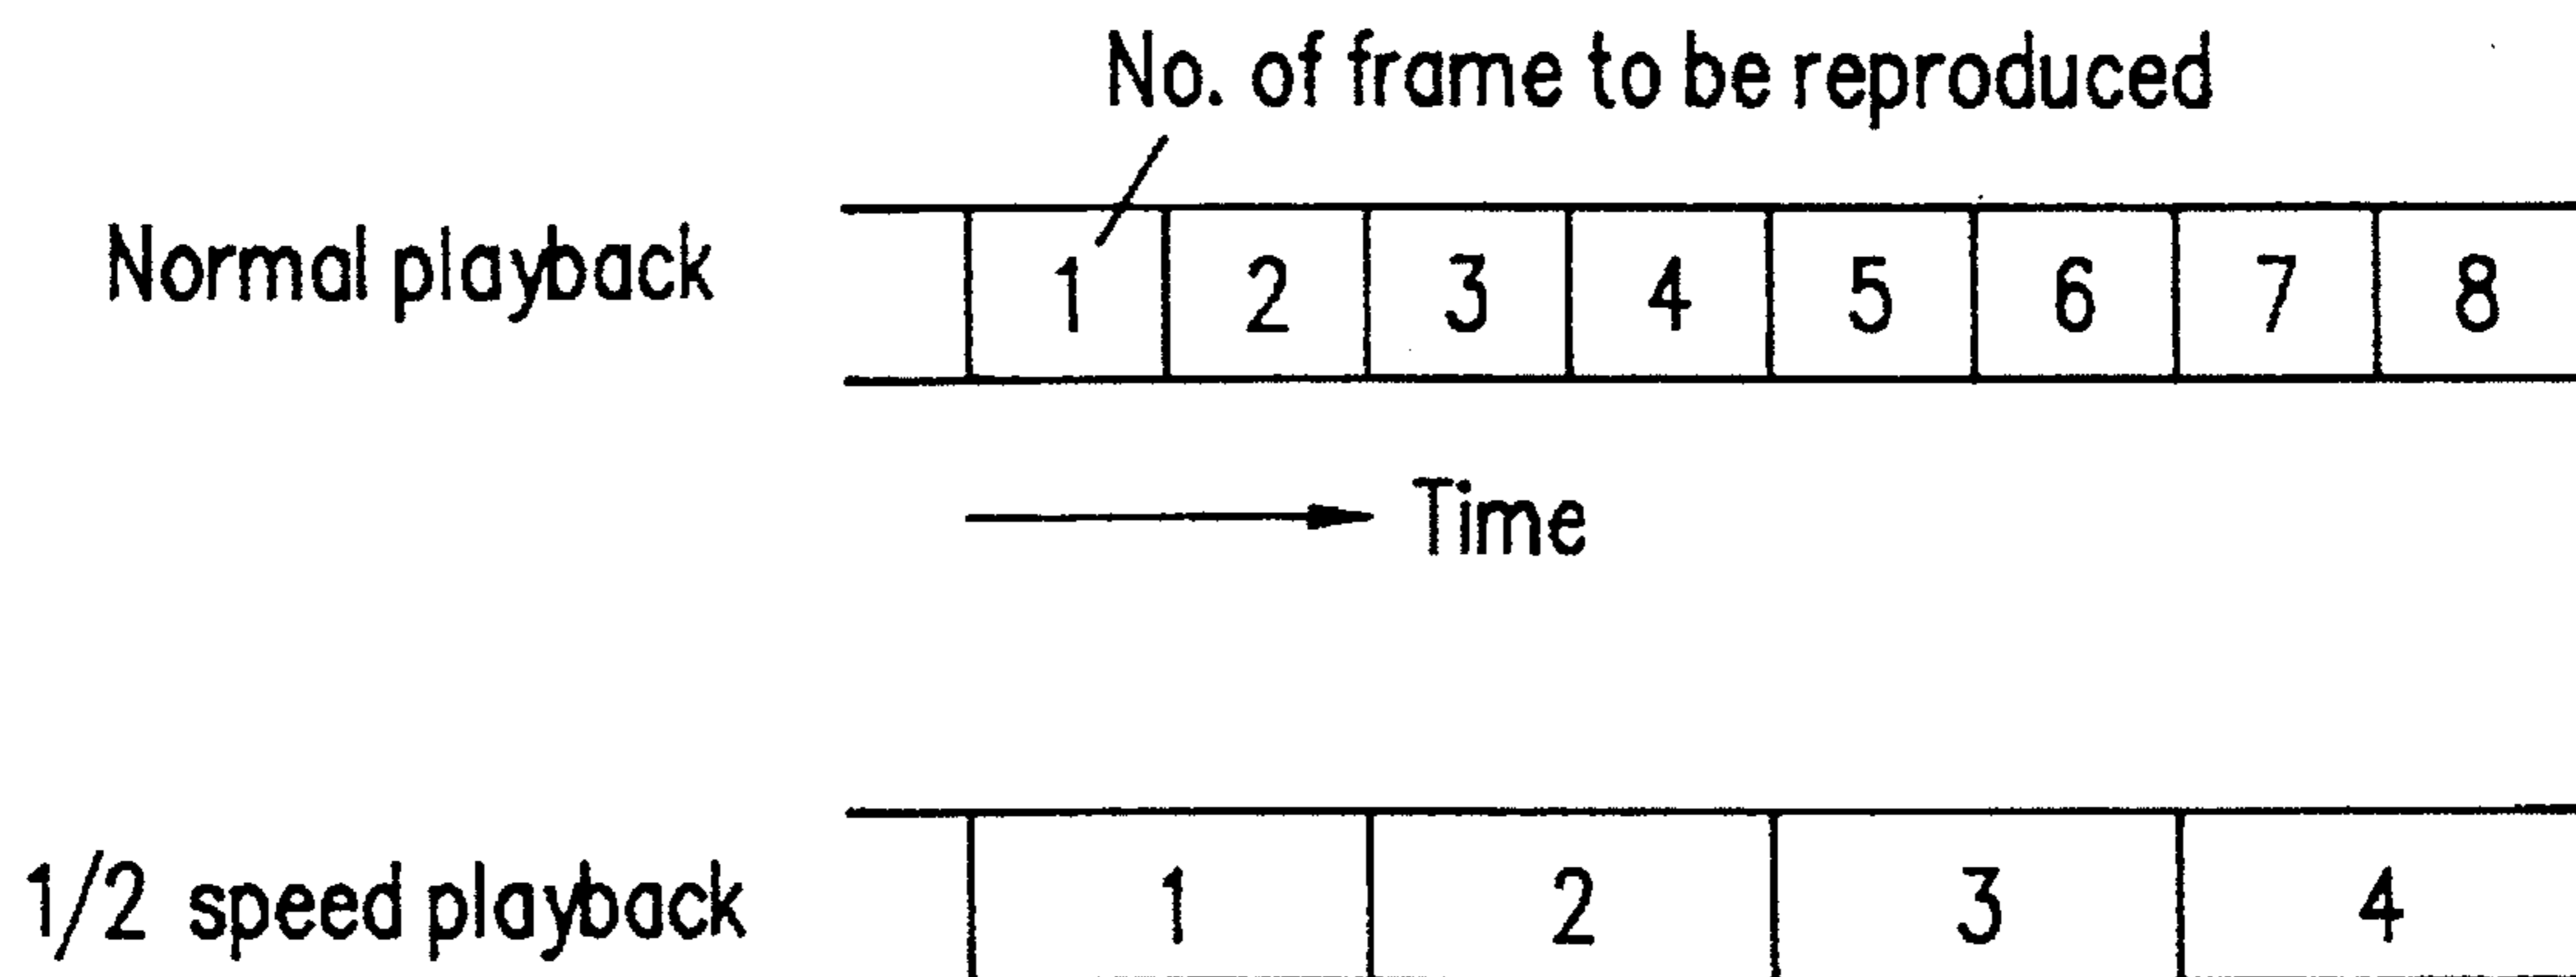 No. of frame to be reproduced
Normal playback 1 2 3 4 5 6 7 8
Time
1/2 speed playback 1 2 3 4